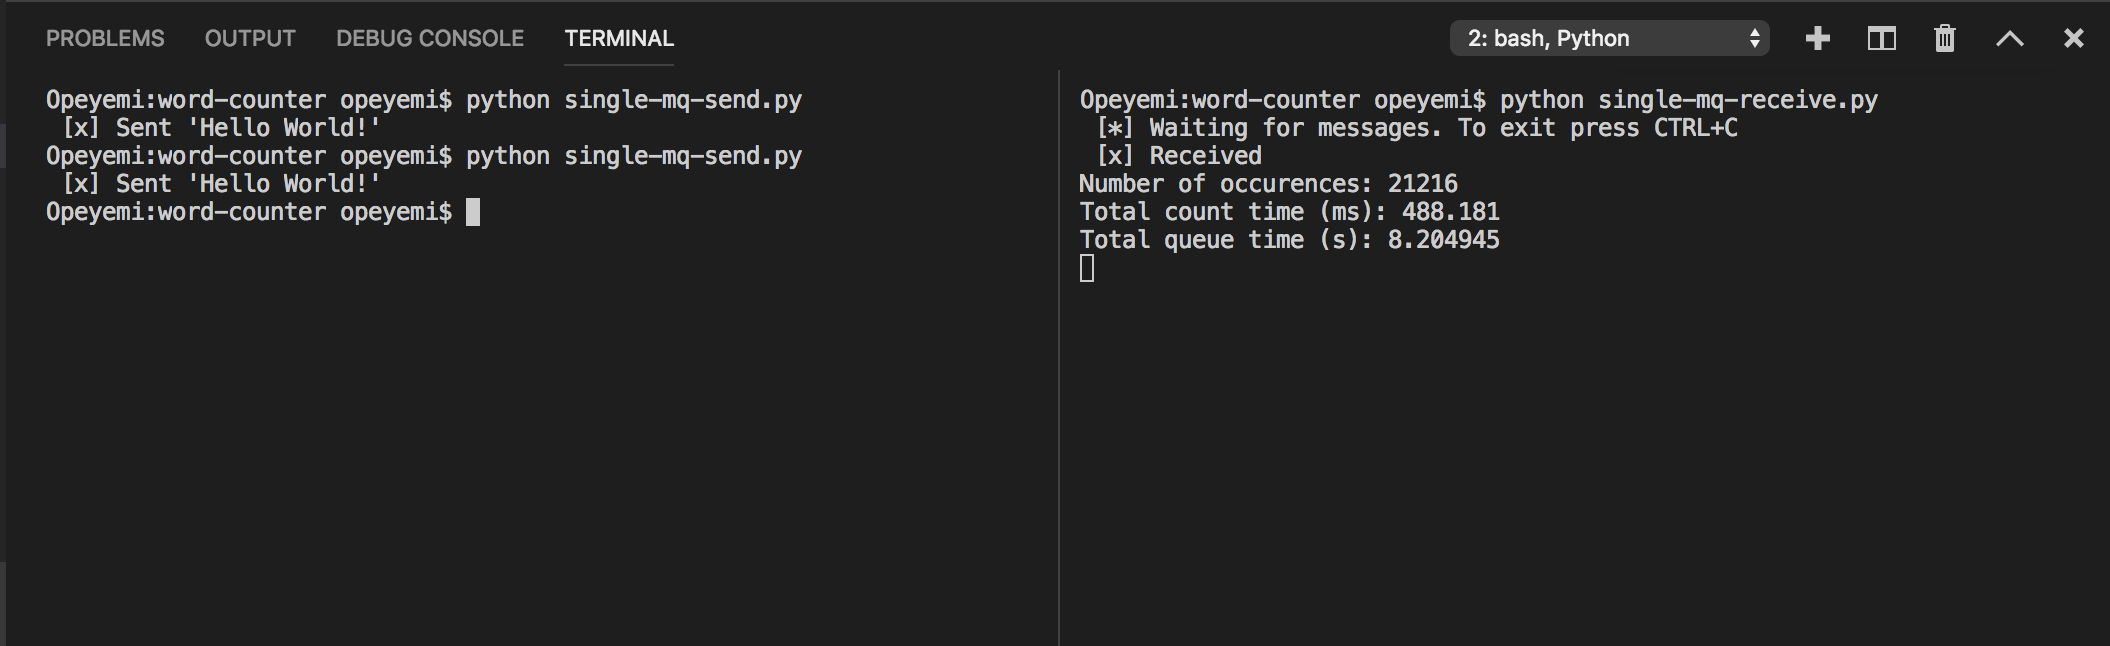 PROBLEMS OUTPUT DEBUG CONSOLE TERMINAL 2: bash, Python
Opeyemi:word-counter opeyemi$ python single-mq-send.py
[x] Sent 'Hello World!'
Opeyemi:word-counter opeyemi$ python single-mq-send.py
[x] Sent 'Hello World!'
Opeyemi:word-counter opeyemi$
Opeyemi:word-counter opeyemi$ python single-mq-receive.py
[*] Waiting for messages. To exit press CTRL+C
[x] Received
Number of occurences: 21216
Total count time (ms): 488.181
Total queue time (s): 8.204945